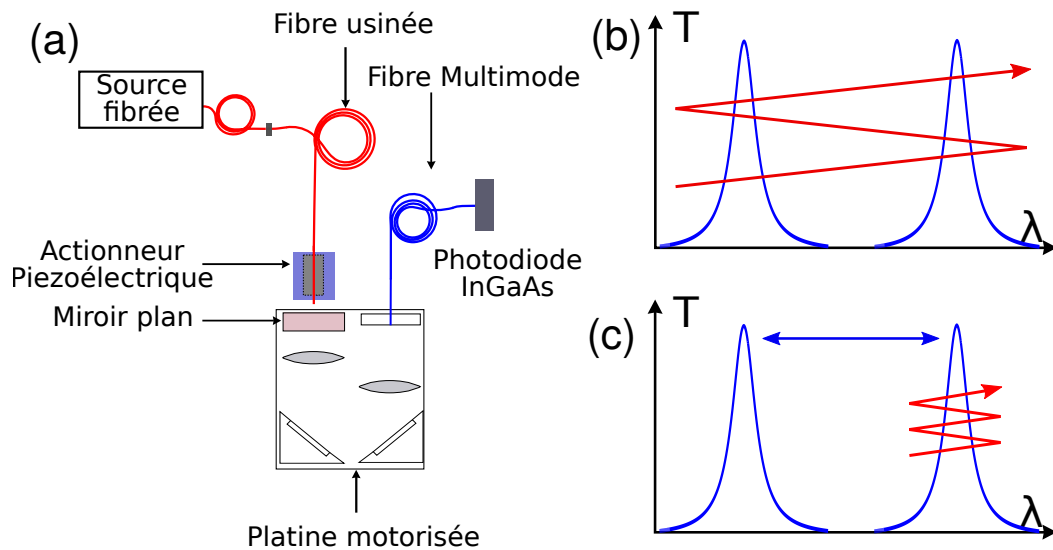 (a)
Fibre usinée
Fibre Multimode
Source
fibrée
Actionneur
Piezoélectrique
Photodiode
InGaAs
Miroir plan
Platine motorisée
(b)
T
λ
(c)
T
λ